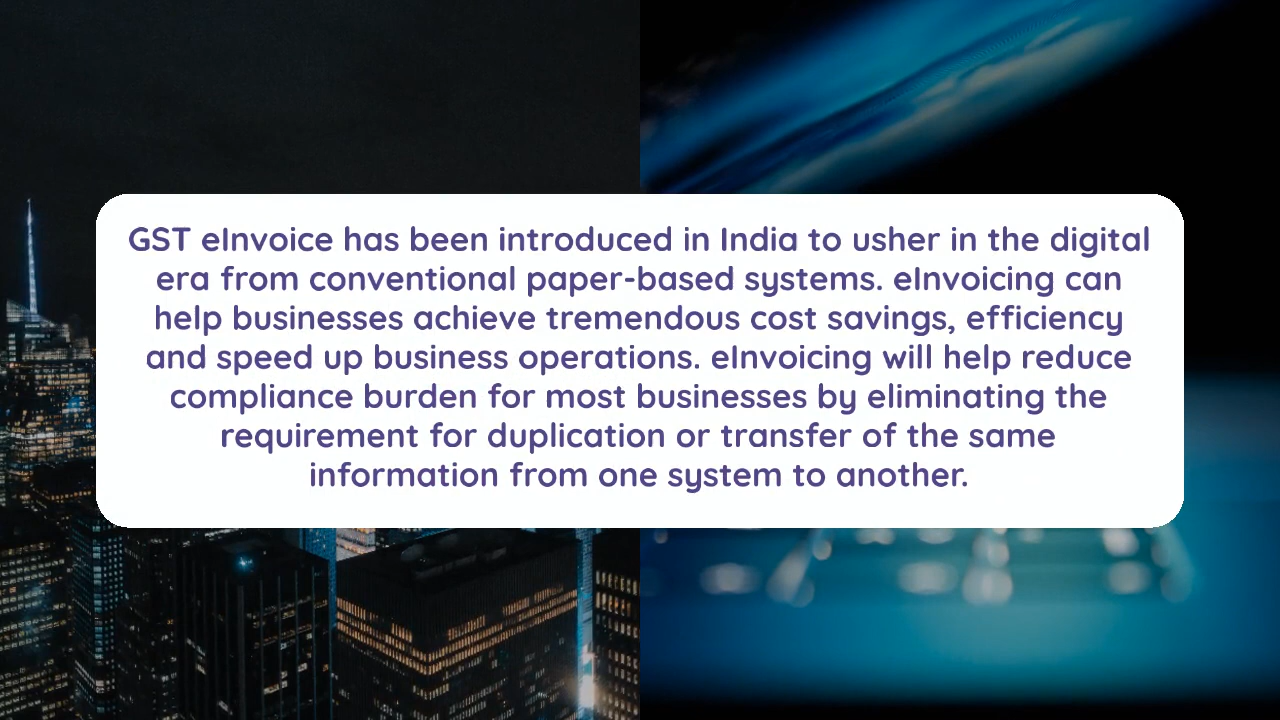 GST eInvoice has been introduced in India to usher in the digital
era from conventional paper-based systems. eInvoicing can
help businesses achieve tremendous cost savings, efficiency
and speed up business operations. eInvoicing will help reduce
compliance burden for most businesses by eliminating the
requirement for duplication or transfer of the same
information from one system to another.